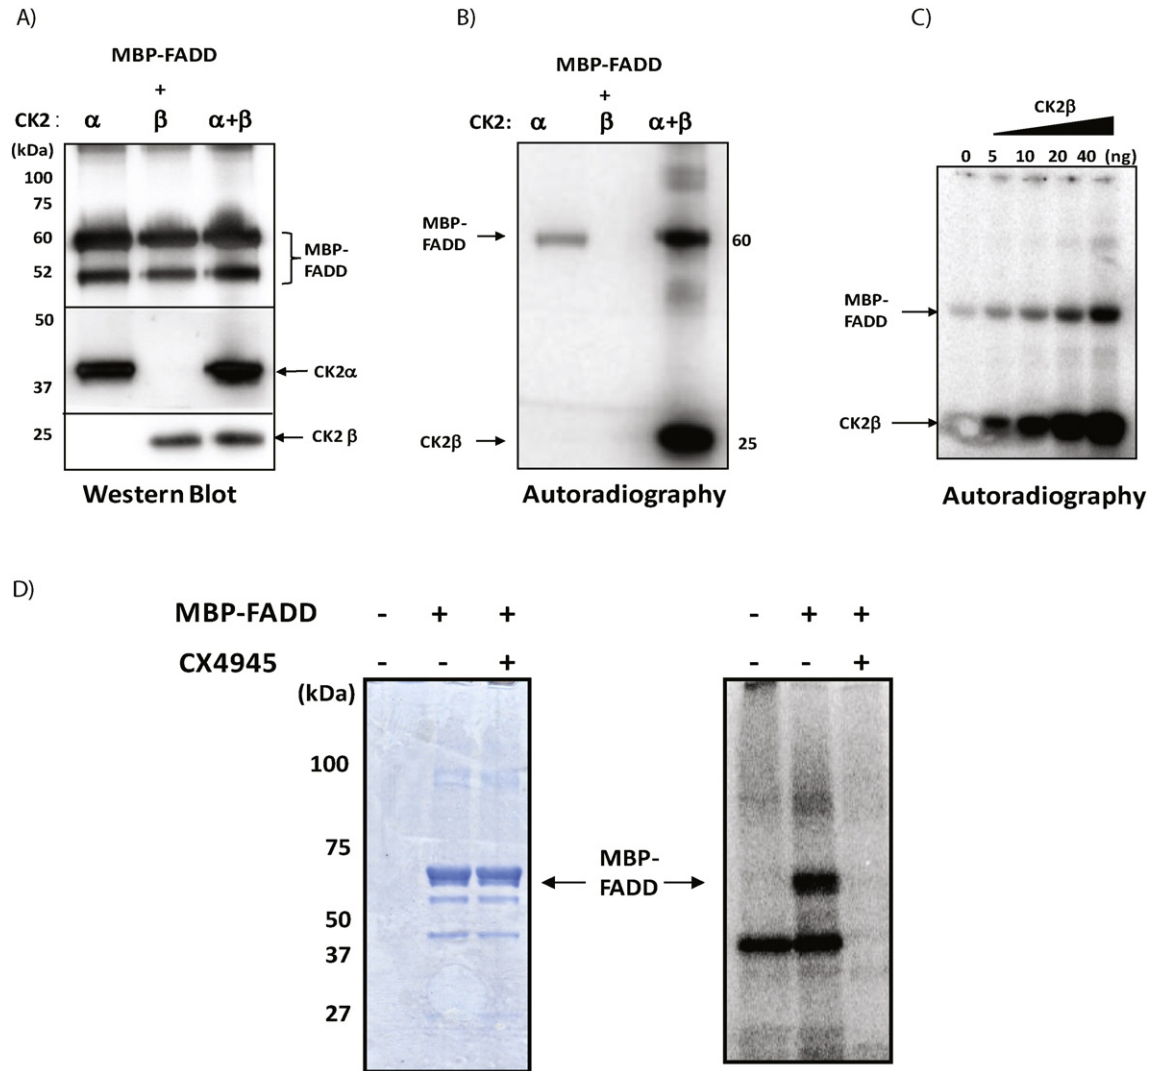 A)
MBP-FADD
+
CK2 : α β α+β
(kDa)
100
75
60
52
MBP-
FADD
50
37
CK2α
25
CK2 β
Western Blot
B)
MBP-FADD
+
CK2: α β α+β
MBP-
FADD
60
CK2β
25
Autoradiography
C)
CK2β
0 5 10 20 40 (ng)
MBP-
FADD
CK2β
Autoradiography
D)
MBP-FADD - + + - + +
CX4945 - - + - - +
(kDa)
100
75
MBP-
FADD
50
37
27